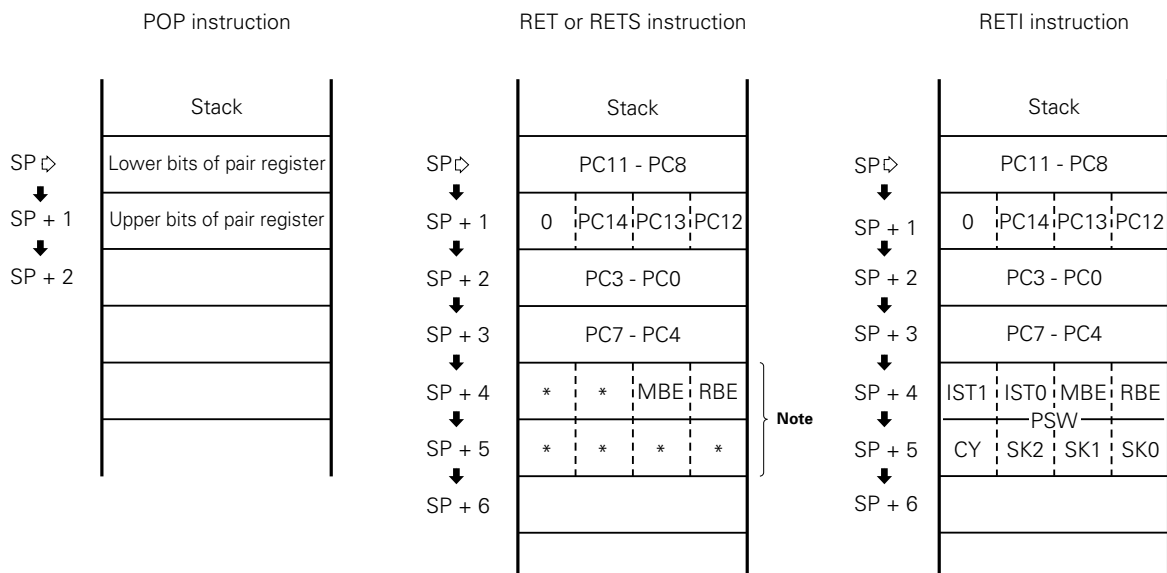 POP instruction
Stack
SP ⇨ Lower bits of pair register
SP + 1 Upper bits of pair register
SP + 2
RET or RETS instruction
Stack
SP ⇨ PC11 - PC8
SP + 1 0 PC14 PC13 PC12
SP + 2 PC3 - PC0
SP + 3 PC7 - PC4
SP + 4 * * MBE RBE
Note
SP + 5 * * * *
SP + 6
RETI instruction
Stack
SP ⇨ PC11 - PC8
SP + 1 0 PC14 PC13 PC12
SP + 2 PC3 - PC0
SP + 3 PC7 - PC4
SP + 4 IST1 IST0 MBE RBE
PSW
SP + 5 CY SK2 SK1 SK0
SP + 6